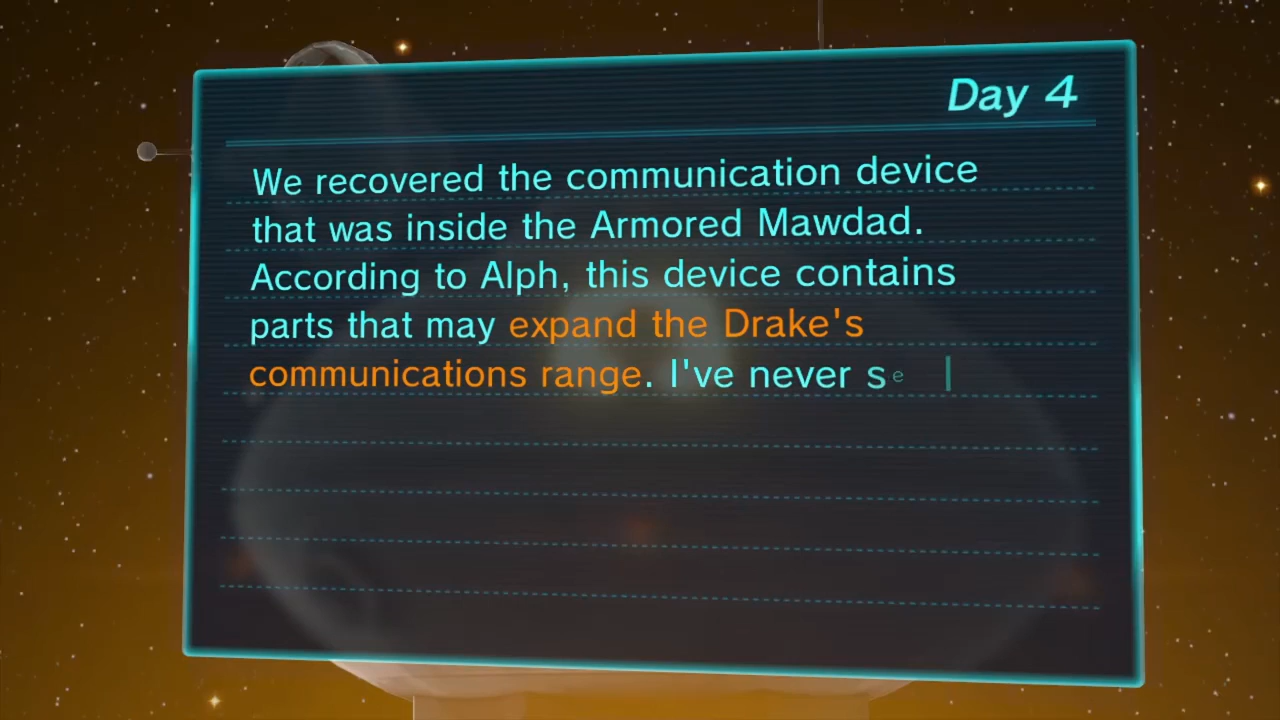 Day 4
We recovered the communication device
that was inside the Armored Mawdad.
According to Alph, this device contains
parts that may expand the Drake's
communications range. I've never se